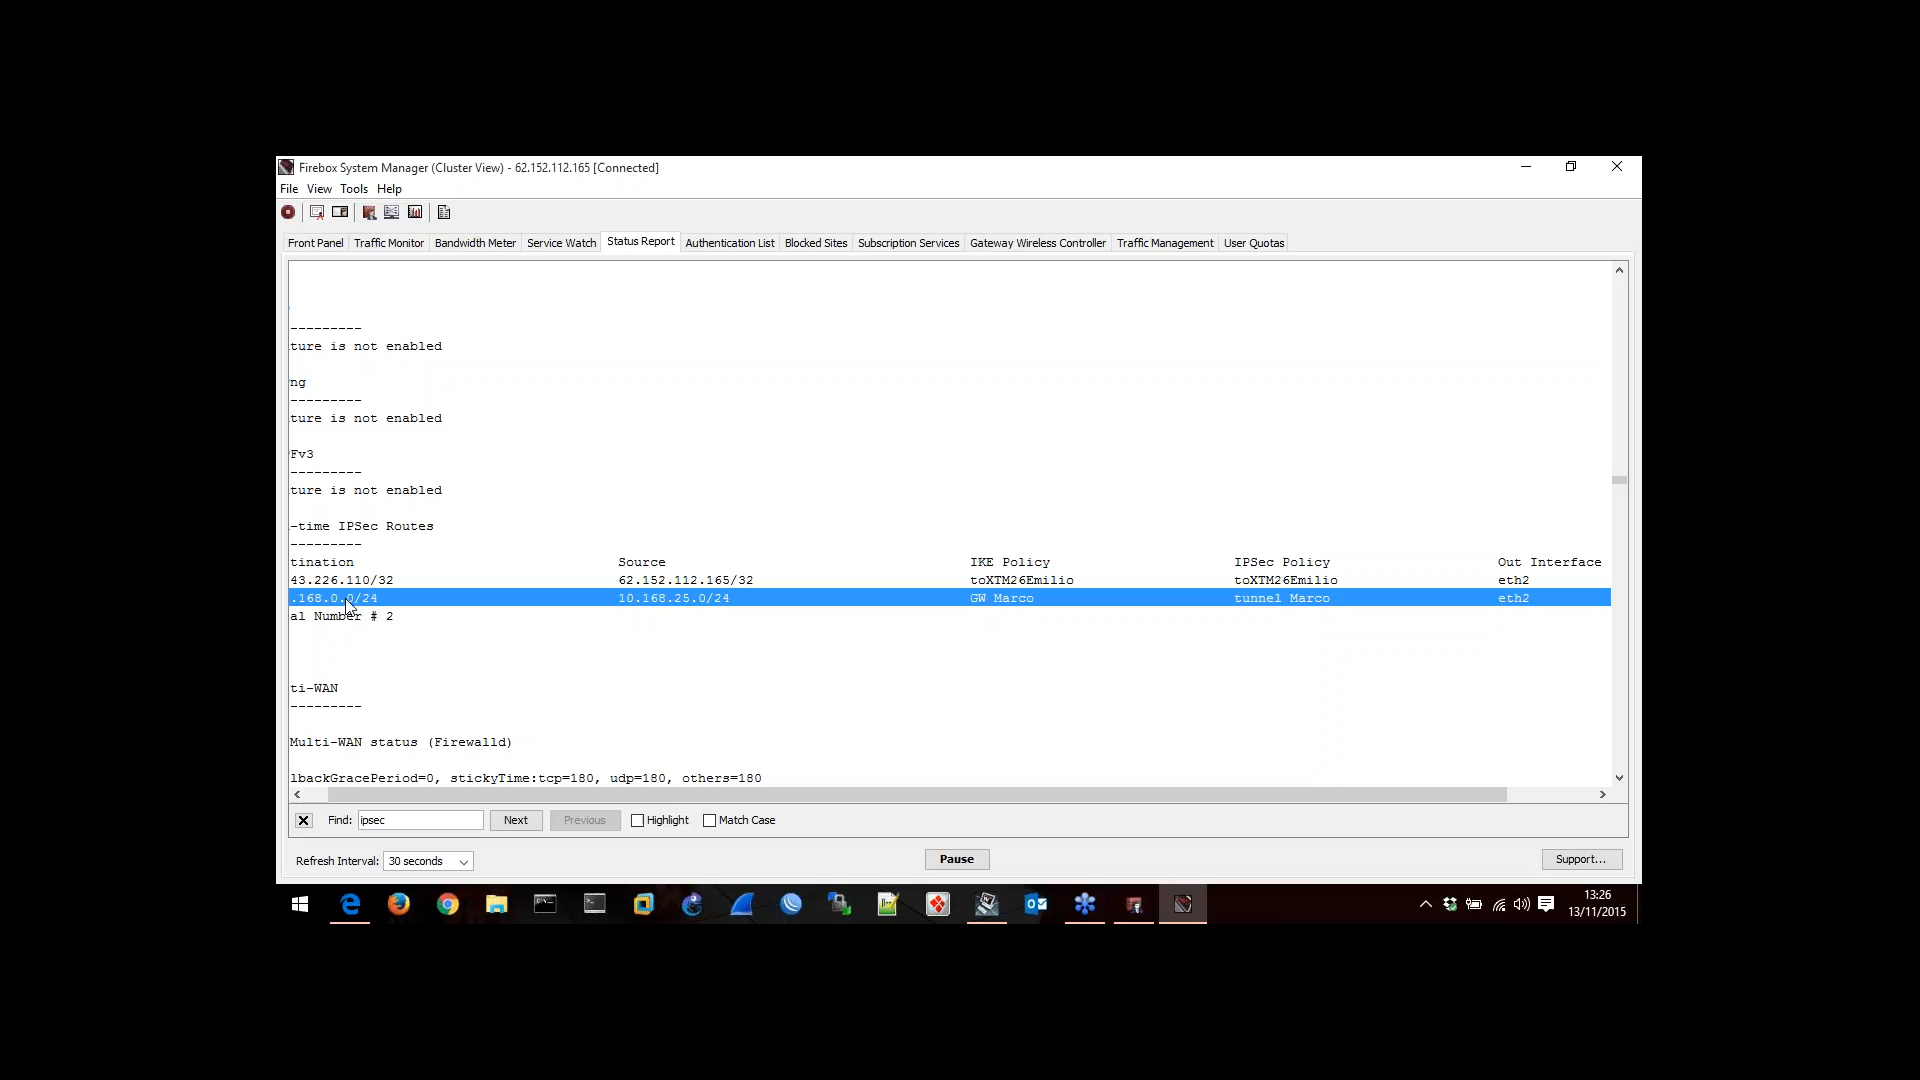 Firebox System Manager (Cluster View) - 62.152.112.165 [Connected]
File View Tools Help
Front Panel Traffic Monitor Bandwidth Meter Service Watch Status Report Authentication List Blocked Sites Subscription Services Gateway Wireless Controller Traffic Management User Quotas
---------
ture is not enabled
ng
---------
ture is not enabled
Fv3
---------
ture is not enabled
-time IPSec Routes
---------
tination Source IKE Policy IPSec Policy Out Interface
43.226.110/32 62.152.112.165/32 toXTM26Emilio toXTM26Emilio eth2
.168.0.0/24 10.168.25.0/24 GW Marco tunnel Marco eth2
al Number # 2
ti-WAN
---------
Multi-WAN status (Firewalld)
lbackGracePeriod=0, stickyTime:tcp=180, udp=180, others=180
Find: ipsec Next Previous Highlight Match Case
Refresh Interval: 30 seconds Pause Support...
13:26
13/11/2015